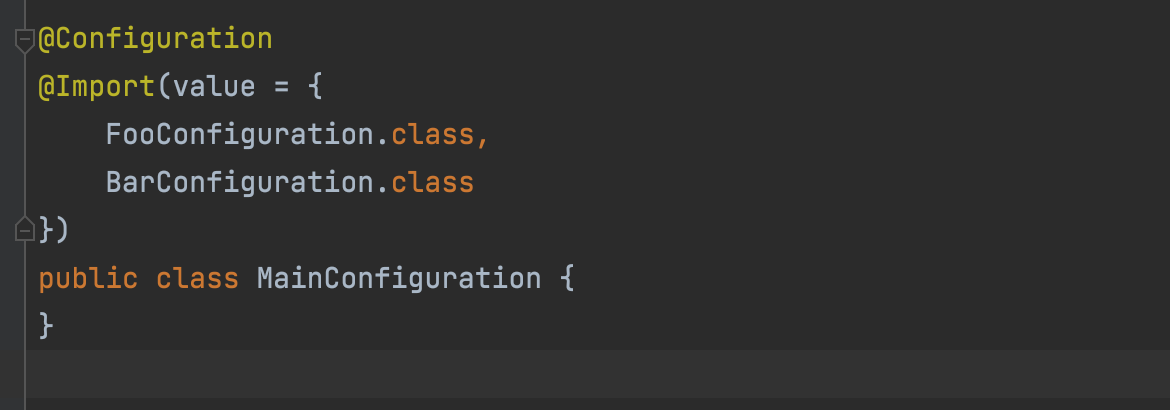 @Configuration
@Import(value = {
    FooConfiguration.class,
    BarConfiguration.class
})
public class MainConfiguration {
}